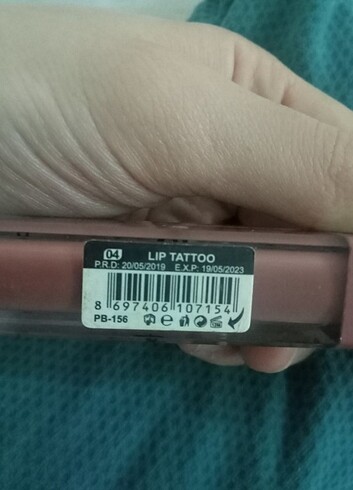 04 LIP TATTOO
P.R.D: 20/05/2019 E.X.P: 19/05/2023
8 697406 107154
PB-156